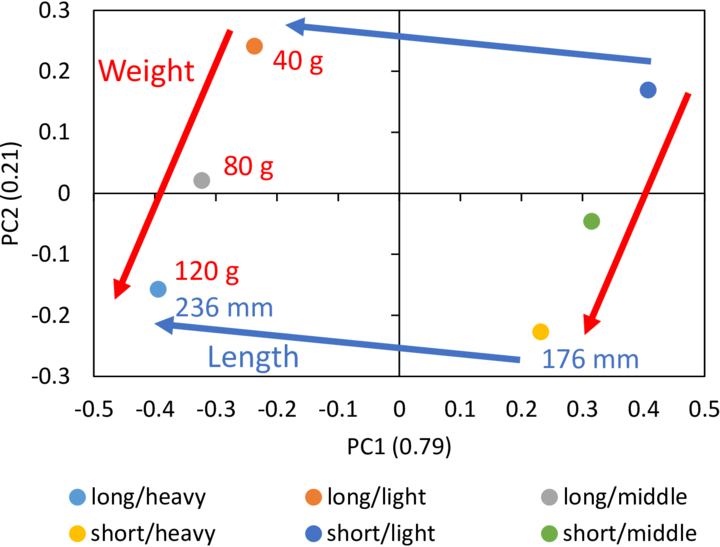 0.3
0.2
0.1
0
-0.1
-0.2
-0.3
PC2 (0.21)
Weight
40 g
80 g
120 g
236 mm
Length
176 mm
-0.5 -0.4 -0.3 -0.2 -0.1 0 0.1 0.2 0.3 0.4 0.5
PC1 (0.79)
long/heavy long/light long/middle
short/heavy short/light short/middle